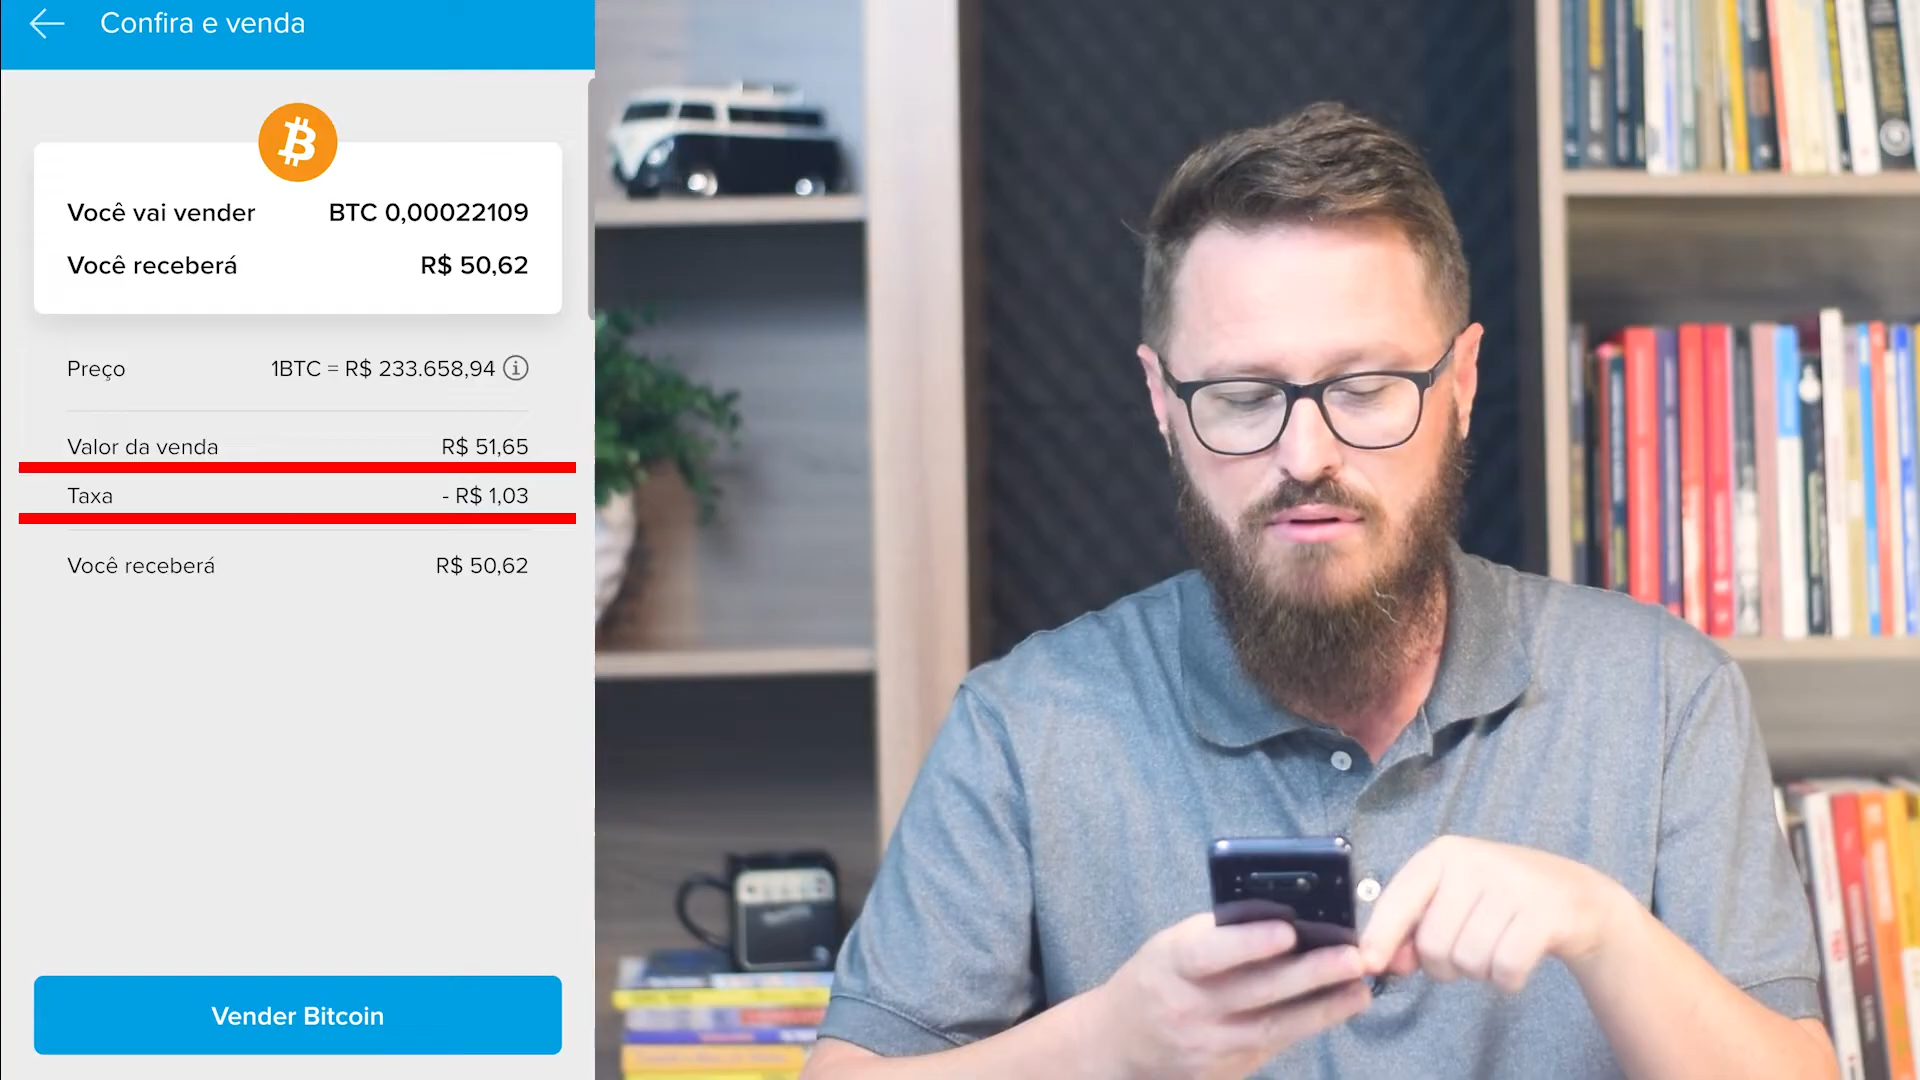 Confira e venda
Você vai vender BTC 0,00022109
Você receberá R$ 50,62
Preço 1BTC = R$ 233.658,94
Valor da venda R$ 51,65
Taxa - R$ 1,03
Você receberá R$ 50,62
Vender Bitcoin